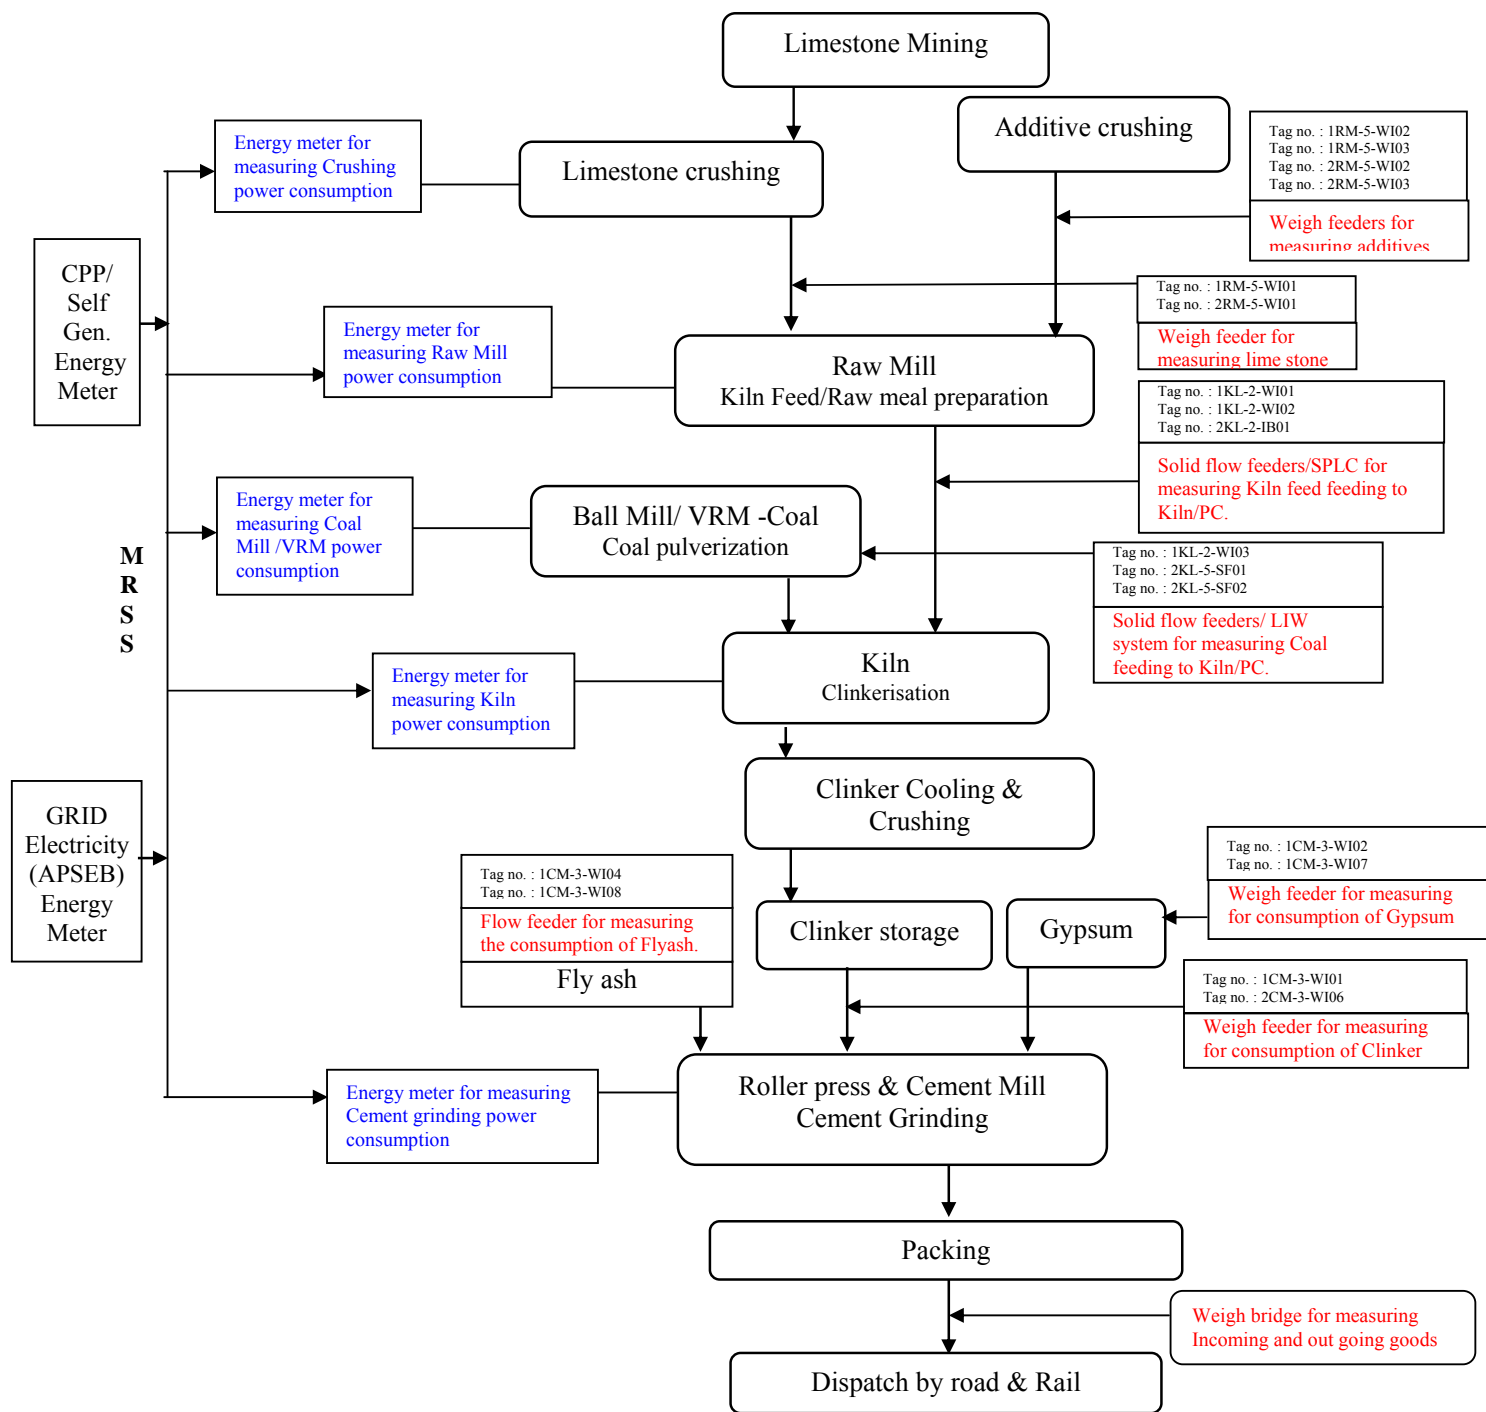 Limestone Mining
Additive crushing
Tag no. : 1RM-5-WI02
Tag no. : 1RM-5-WI03
Tag no. : 2RM-5-WI02
Tag no. : 2RM-5-WI03
Weigh feeders for
measuring additives
Energy meter for
measuring Crushing
power consumption
Limestone crushing
CPP/
Self
Gen.
Energy
Meter
Tag no. : 1RM-5-WI01
Tag no. : 2RM-5-WI01
Weigh feeder for
measuring lime stone
Energy meter for
measuring Raw Mill
power consumption
Raw Mill
Kiln Feed/Raw meal preparation
Tag no. : 1KL-2-WI01
Tag no. : 1KL-2-WI02
Tag no. : 2KL-2-IB01
Solid flow feeders/SPLC for
measuring Kiln feed feeding to
Kiln/PC.
Energy meter for
measuring Coal
Mill /VRM power
consumption
Ball Mill/ VRM -Coal
Coal pulverization
M
R
S
S
Tag no. : 1KL-2-WI03
Tag no. : 2KL-5-SF01
Tag no. : 2KL-5-SF02
Solid flow feeders/ LIW
system for measuring Coal
feeding to Kiln/PC.
Energy meter for
measuring Kiln
power consumption
Kiln
Clinkerisation
Clinker Cooling &
Crushing
GRID
Electricity
(APSEB)
Energy
Meter
Tag no. : 1CM-3-WI04
Tag no. : 1CM-3-WI08
Flow feeder for measuring
the consumption of Flyash.
Fly ash
Clinker storage
Gypsum
Tag no. : 1CM-3-WI02
Tag no. : 1CM-3-WI07
Weigh feeder for measuring
for consumption of Gypsum
Tag no. : 1CM-3-WI01
Tag no. : 2CM-3-WI06
Weigh feeder for measuring
for consumption of Clinker
Energy meter for measuring
Cement grinding power
consumption
Roller press & Cement Mill
Cement Grinding
Packing
Weigh bridge for measuring
Incoming and out going goods
Dispatch by road & Rail